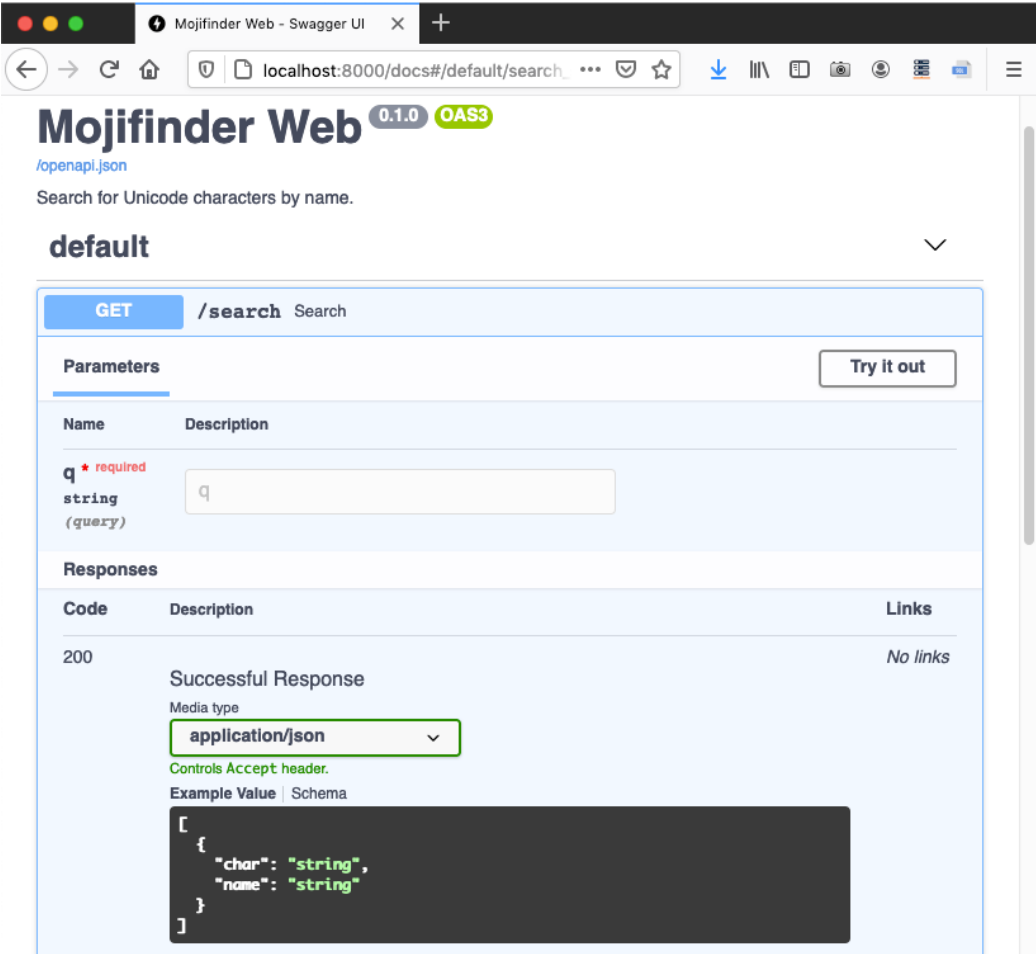 Mojifinder Web - Swagger UI
localhost:8000/docs#/default/search_
Mojifinder Web 0.1.0 OAS3
/openapi.json
Search for Unicode characters by name.
default
GET /search Search
Parameters Try it out
Name Description
q * required
q
string
(query)
Responses
Code Description Links
200 No links
Successful Response
Media type
application/json
Controls Accept header.
Example Value Schema
[
{
"char": "string",
"name": "string"
}
]